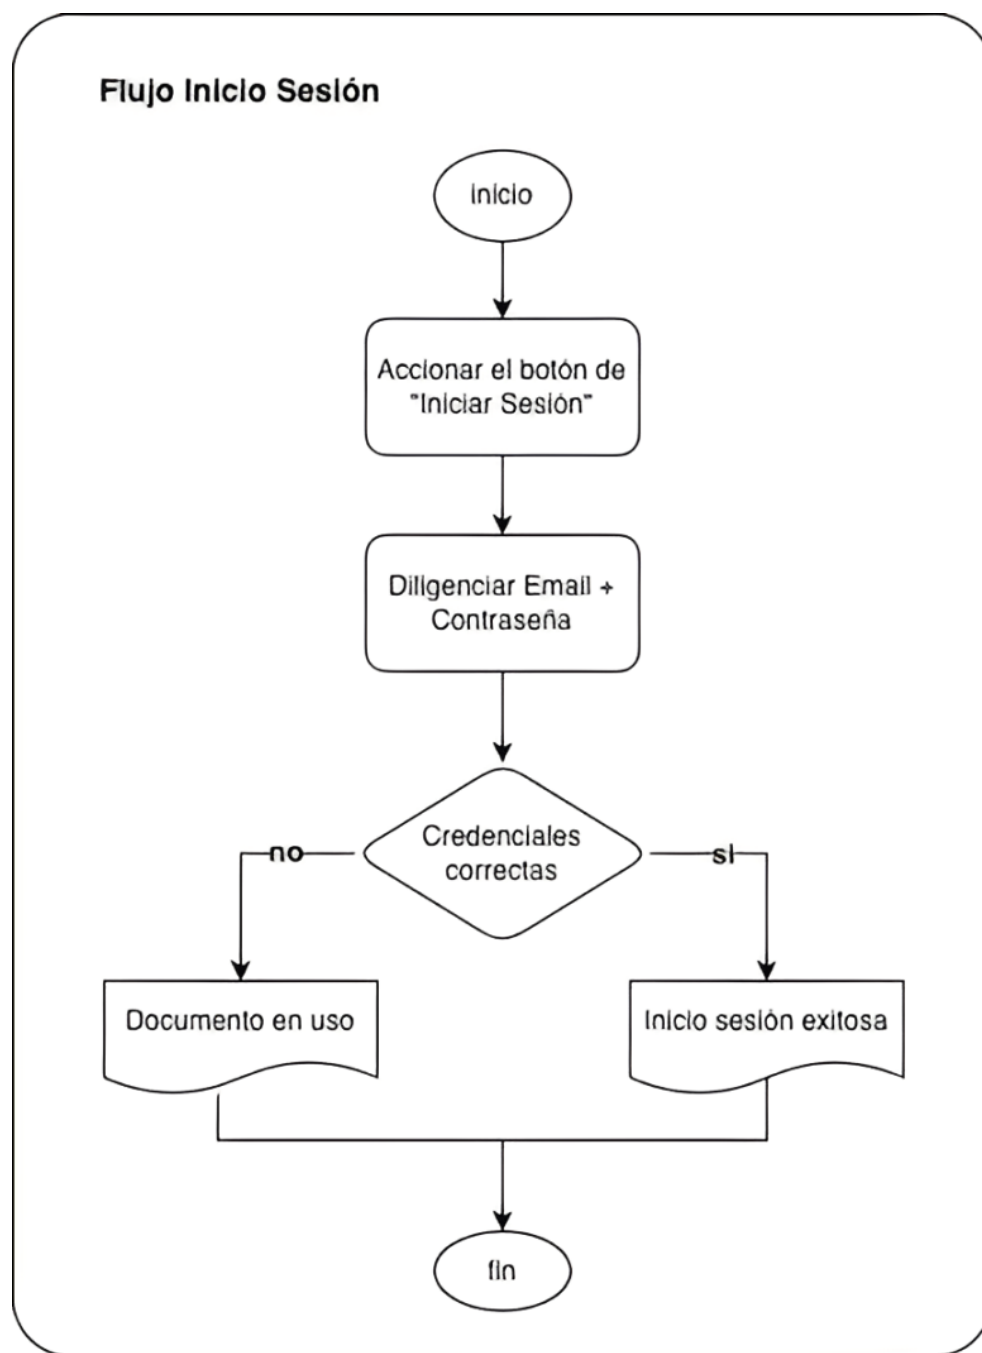 Flujo Inicio Sesión
inicio
Accionar el botón de
"Iniciar Sesión"
Diligenciar Email +
Contraseña
Credenciales
correctas
no
si
Documento en uso
Inicio sesión exitosa
fin